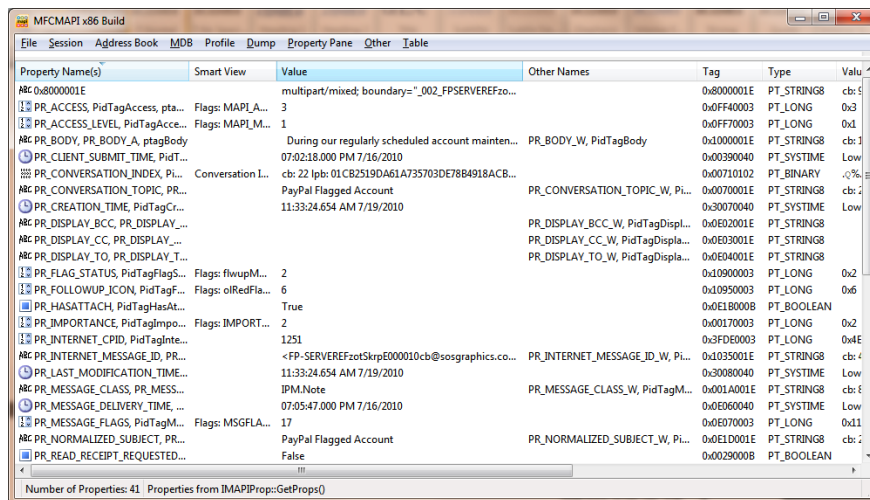 MFCMAPI x86 Build
File Session Address Book MDB Profile Dump Property Pane Other Table
Property Name(s) Smart View Value Other Names Tag Type Valu
ABC 0x8000001E multipart/mixed; boundary="_002_FPSERVEREFzo... 0x8000001E PT_STRING8 cb: 9
PR_ACCESS, PidTagAccess, pta... Flags: MAPI_A... 3 0x0FF40003 PT_LONG 0x3
PR_ACCESS_LEVEL, PidTagAcce... Flags: MAPI_M... 1 0x0FF70003 PT_LONG 0x1
ABC PR_BODY, PR_BODY_A, ptagBody During our regularly scheduled account mainten... PR_BODY_W, PidTagBody 0x1000001E PT_STRING8 cb: 1
PR_CLIENT_SUBMIT_TIME, PidT... 07:02:18.000 PM 7/16/2010 0x00390040 PT_SYSTIME Low
PR_CONVERSATION_INDEX, Pi... Conversation I... cb: 22 lpb: 01CB2519DA61A735703DE78B4918ACB... 0x00710102 PT_BINARY .Q%.
ABC PR_CONVERSATION_TOPIC, PR... PayPal Flagged Account PR_CONVERSATION_TOPIC_W, Pi... 0x0070001E PT_STRING8 cb: 2
PR_CREATION_TIME, PidTagCr... 11:33:24.654 AM 7/19/2010 0x30070040 PT_SYSTIME Low
ABC PR_DISPLAY_BCC, PR_DISPLAY_... PR_DISPLAY_BCC_W, PidTagDispl... 0x0E02001E PT_STRING8
ABC PR_DISPLAY_CC, PR_DISPLAY_... PR_DISPLAY_CC_W, PidTagDispla... 0x0E03001E PT_STRING8
ABC PR_DISPLAY_TO, PR_DISPLAY_T... PR_DISPLAY_TO_W, PidTagDispla... 0x0E04001E PT_STRING8
PR_FLAG_STATUS, PidTagFlagS... Flags: flwupM... 2 0x10900003 PT_LONG 0x2
PR_FOLLOWUP_ICON, PidTagF... Flags: olRedFla... 6 0x10950003 PT_LONG 0x6
PR_HASATTACH, PidTagHasAt... True 0x0E1B000B PT_BOOLEAN
PR_IMPORTANCE, PidTagImpo... Flags: IMPORT... 2 0x00170003 PT_LONG 0x2
PR_INTERNET_CPID, PidTagInte... 1251 0x3FDE0003 PT_LONG 0x4E
ABC PR_INTERNET_MESSAGE_ID, PR... <FP-SERVEREFzotSkrpE000010cb@sosgraphics.co... PR_INTERNET_MESSAGE_ID_W, Pi... 0x1035001E PT_STRING8 cb: 4
PR_LAST_MODIFICATION_TIME... 11:33:24.654 AM 7/19/2010 0x30080040 PT_SYSTIME Low
ABC PR_MESSAGE_CLASS, PR_MESS... IPM.Note PR_MESSAGE_CLASS_W, PidTagM... 0x001A001E PT_STRING8 cb: 8
PR_MESSAGE_DELIVERY_TIME, ... 07:05:47.000 PM 7/16/2010 0x0E060040 PT_SYSTIME Low
PR_MESSAGE_FLAGS, PidTagM... Flags: MSGFLA... 17 0x0E070003 PT_LONG 0x11
ABC PR_NORMALIZED_SUBJECT, PR... PayPal Flagged Account PR_NORMALIZED_SUBJECT_W, Pi... 0x0E1D001E PT_STRING8 cb: 2
PR_READ_RECEIPT_REQUESTED... False 0x0029000B PT_BOOLEAN
Number of Properties: 41 Properties from IMAPIProp::GetProps()